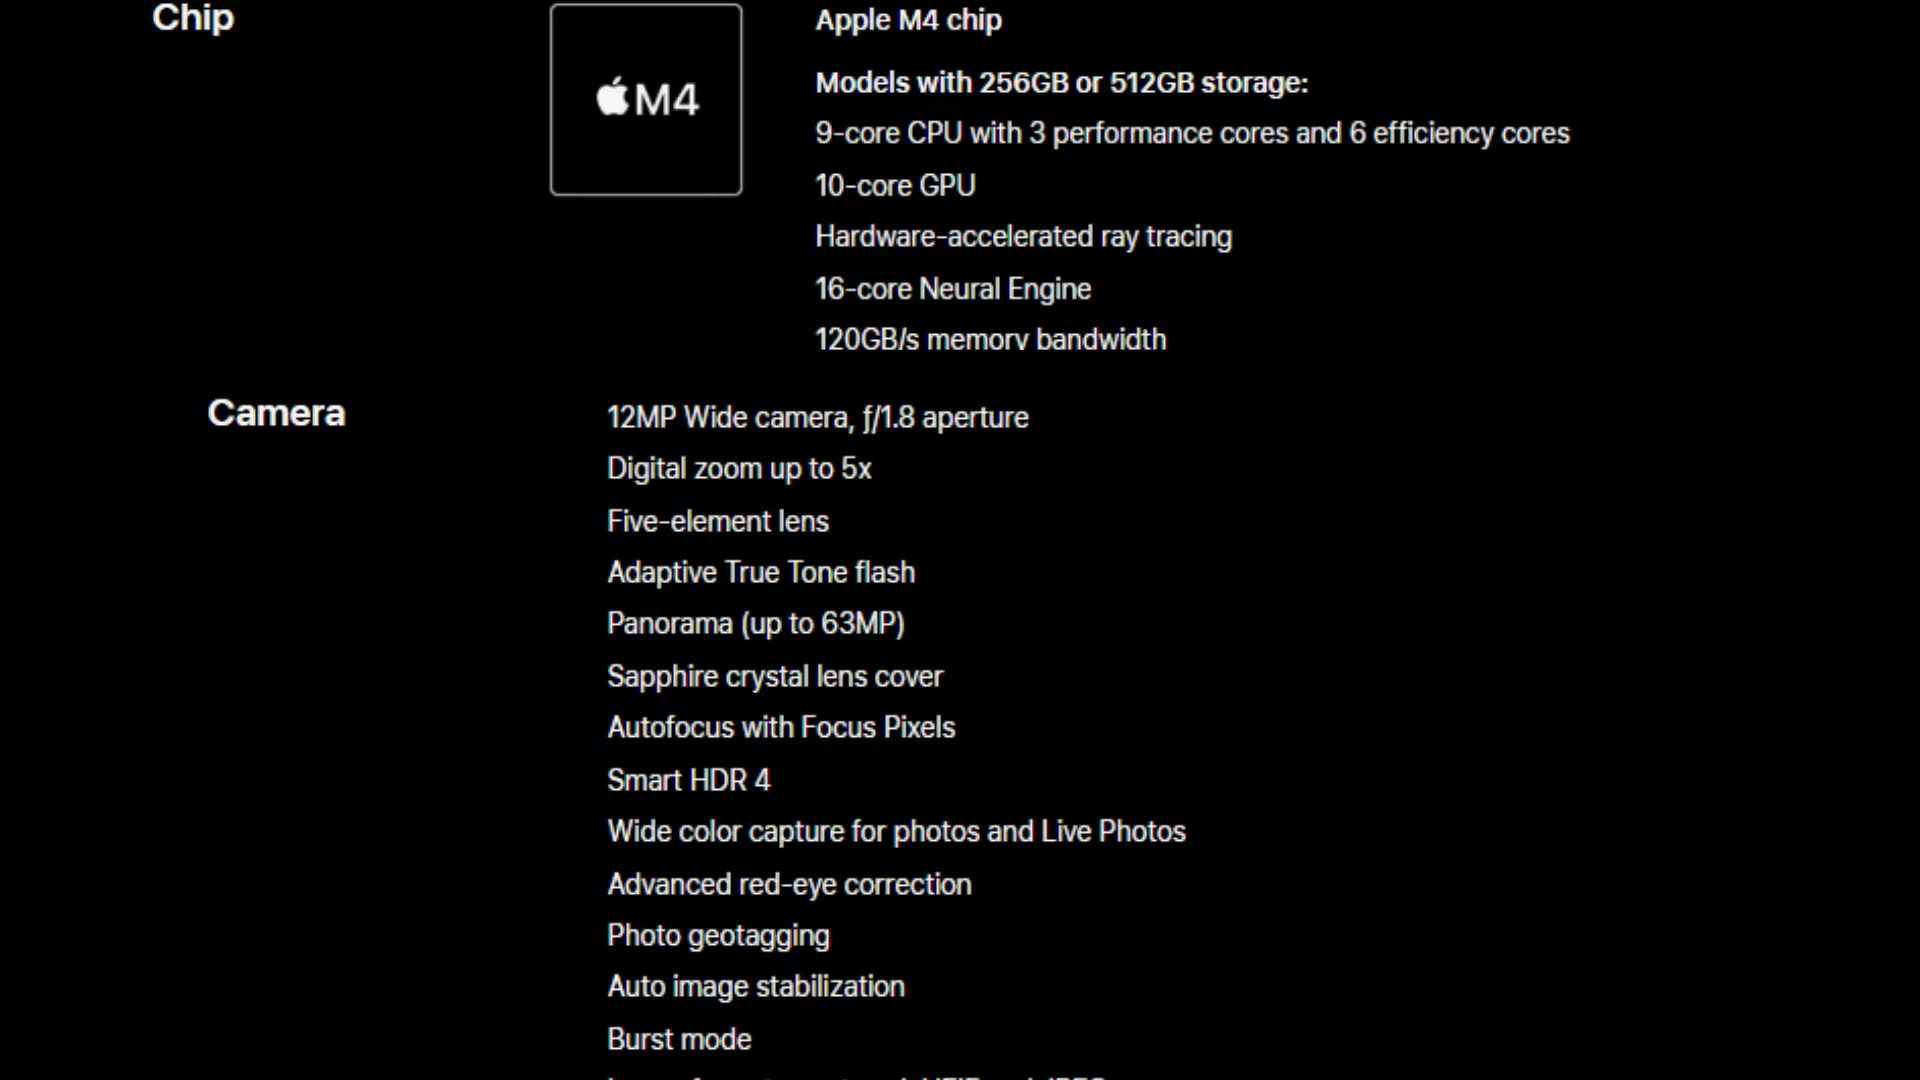 Chip
M4
Apple M4 chip
Models with 256GB or 512GB storage:
9-core CPU with 3 performance cores and 6 efficiency cores
10-core GPU
Hardware-accelerated ray tracing
16-core Neural Engine
120GB/s memory bandwidth
Camera
12MP Wide camera, ƒ/1.8 aperture
Digital zoom up to 5x
Five-element lens
Adaptive True Tone flash
Panorama (up to 63MP)
Sapphire crystal lens cover
Autofocus with Focus Pixels
Smart HDR 4
Wide color capture for photos and Live Photos
Advanced red-eye correction
Photo geotagging
Auto image stabilization
Burst mode